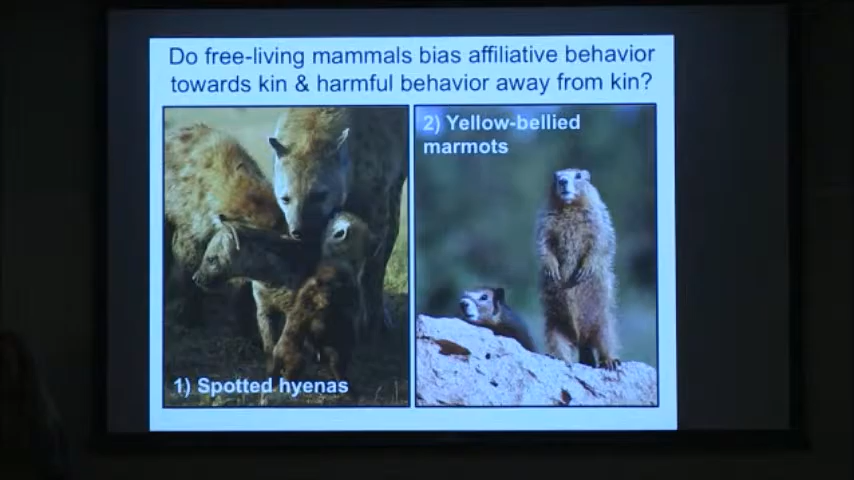 Do free-living mammals bias affiliative behavior
towards kin & harmful behavior away from kin?
2) Yellow-bellied
marmots
1) Spotted hyenas